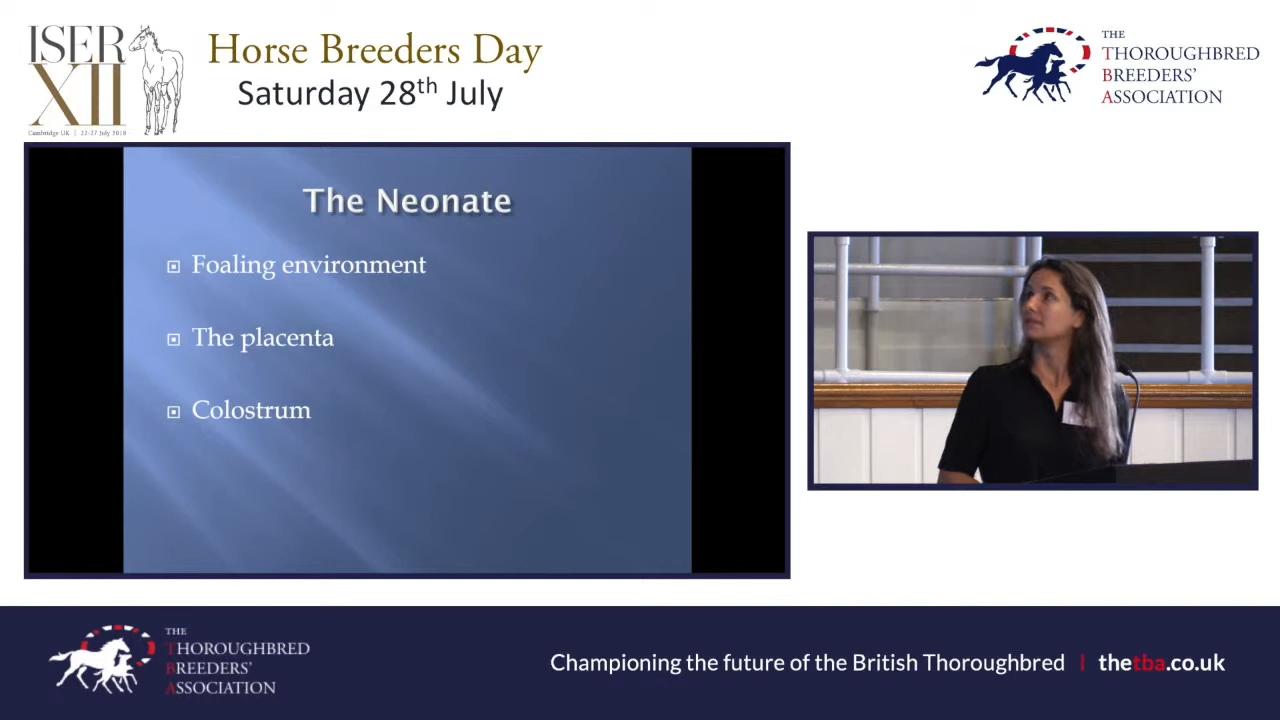 ISER
XII
Cambridge UK | 22-27 July 2018
Horse Breeders Day
Saturday 28th July
THE
THOROUGHBRED
BREEDERS'
ASSOCIATION
The Neonate
Foaling environment
The placenta
Colostrum
THE
THOROUGHBRED
BREEDERS'
ASSOCIATION
Championing the future of the British Thoroughbred | thetba.co.uk